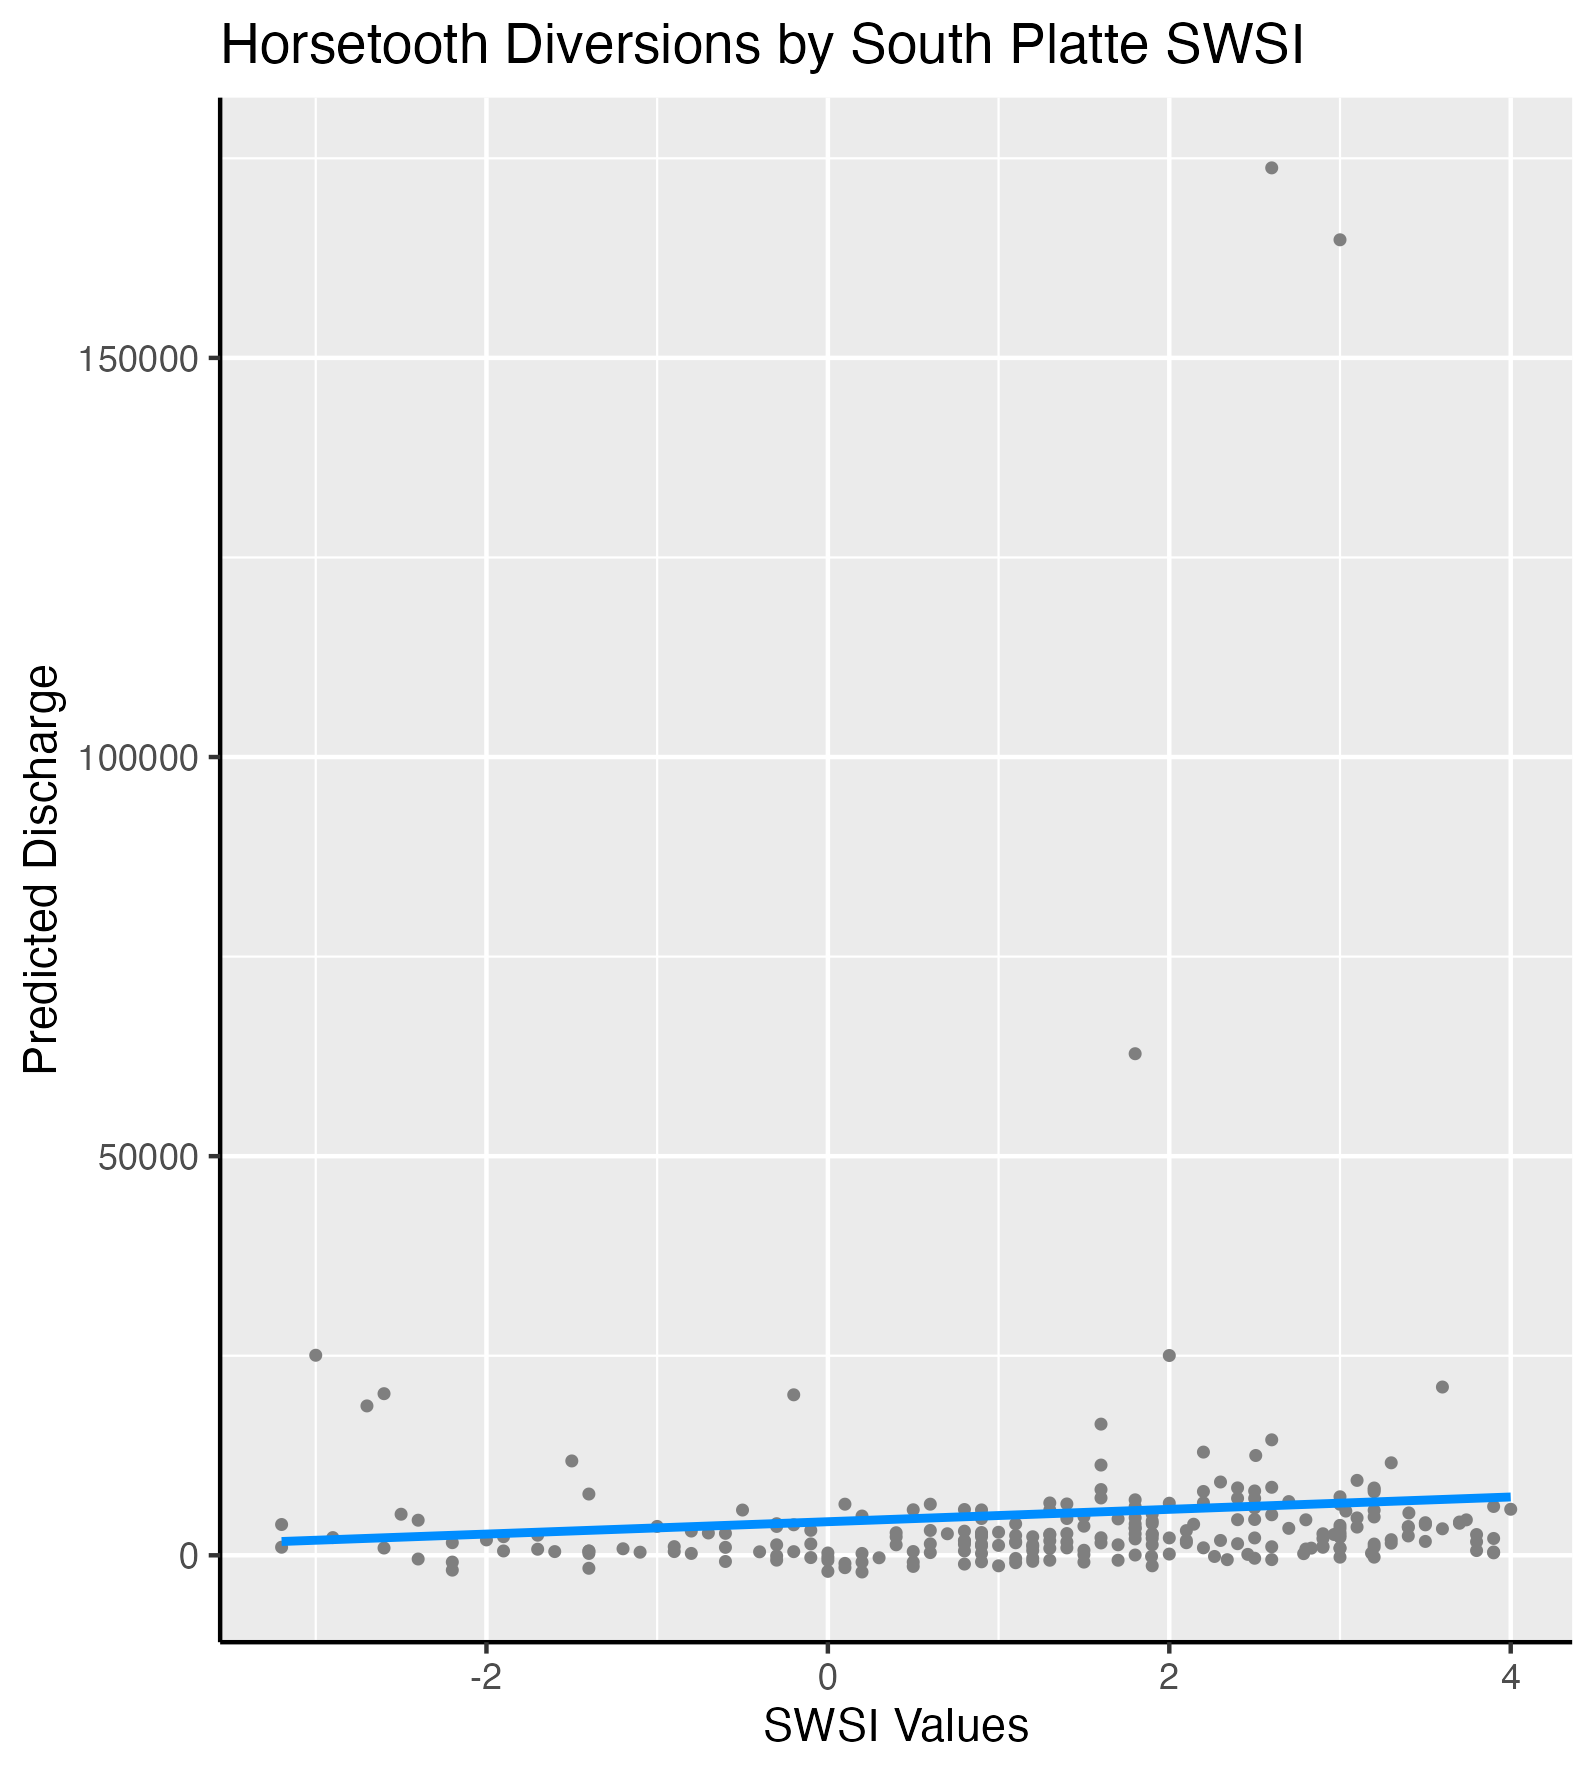 Horsetooth Diversions by South Platte SWSI
Predicted Discharge
150000
100000
50000
0
-2
0
2
4
SWSI Values